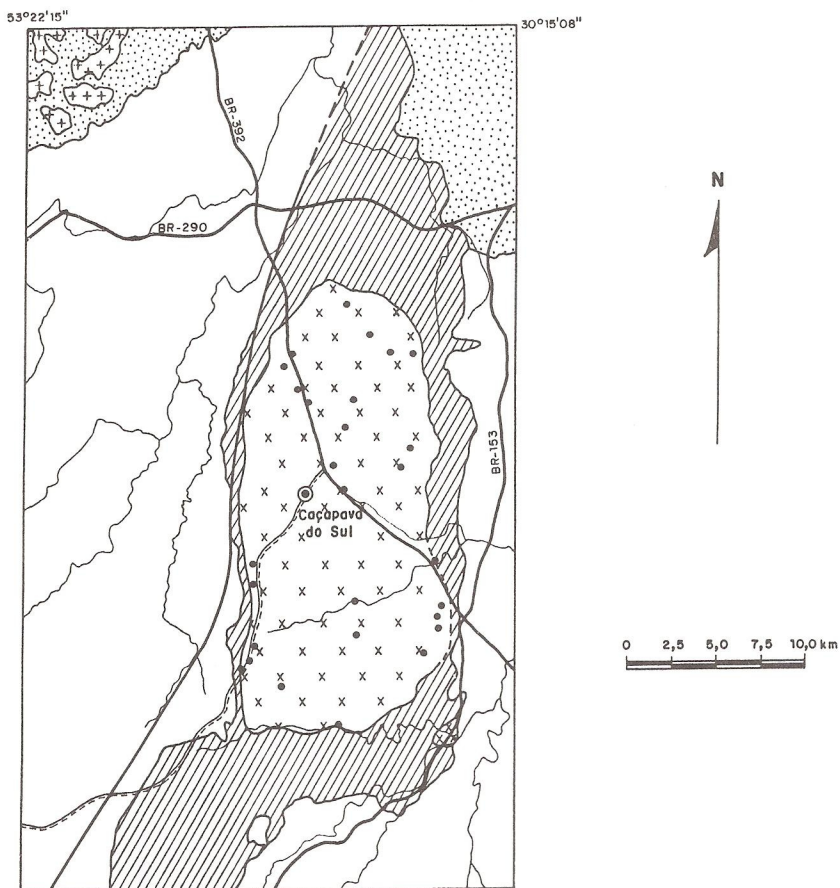 53°22'15"
30°15'08"
BR-392
BR-290
N
BR-153
Caçapava
do Sul
0 2,5 5,0 7,5 10,0 km